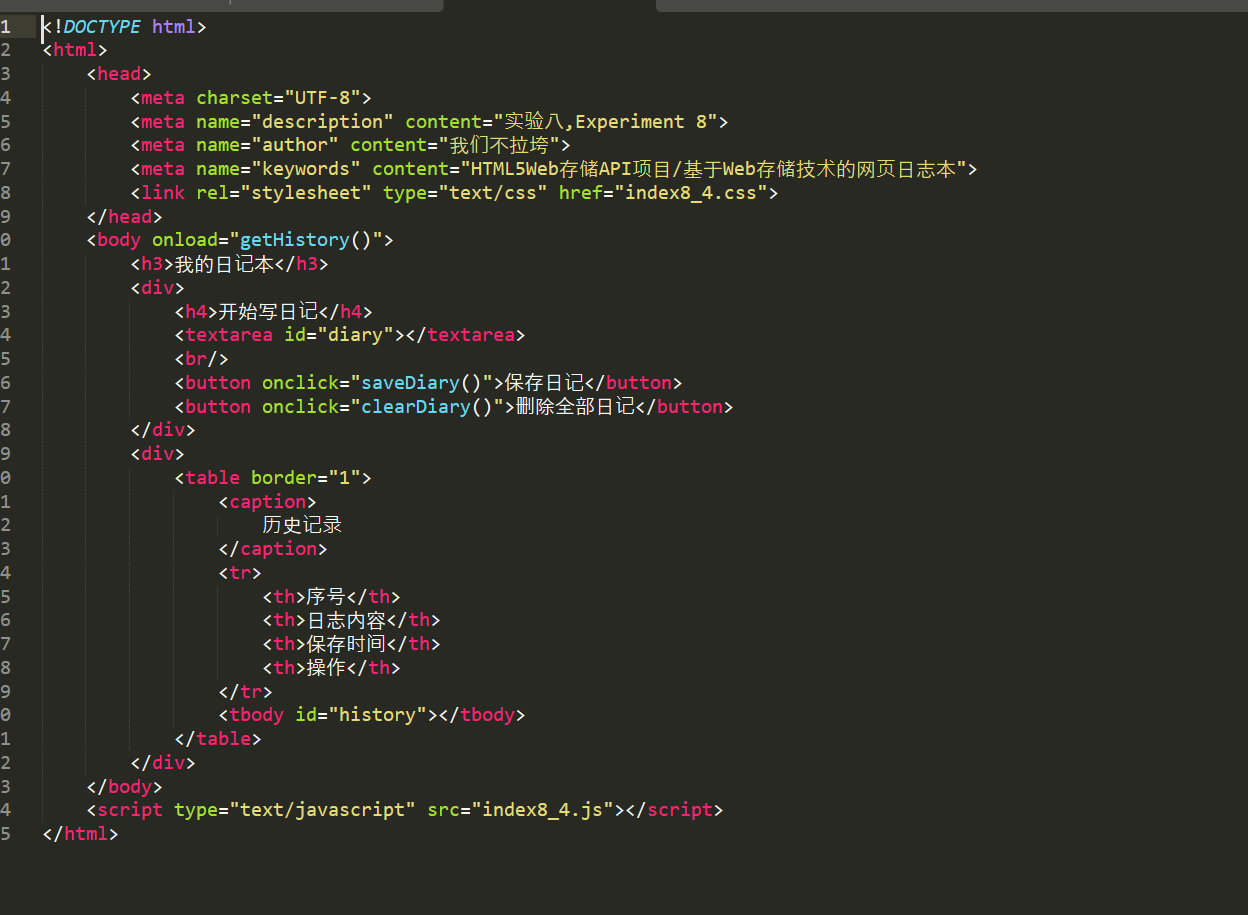 1 <!DOCTYPE html>
2 <html>
3     <head>
4         <meta charset="UTF-8">
5         <meta name="description" content="实验八,Experiment 8">
6         <meta name="author" content="我们不拉垮">
7         <meta name="keywords" content="HTML5Web存储API项目/基于Web存储技术的网页日志本">
8         <link rel="stylesheet" type="text/css" href="index8_4.css">
9     </head>
0     <body onload="getHistory()">
1         <h3>我的日记本</h3>
2         <div>
3             <h4>开始写日记</h4>
4             <textarea id="diary"></textarea>
5             <br/>
6             <button onclick="saveDiary()">保存日记</button>
7             <button onclick="clearDiary()">删除全部日记</button>
8         </div>
9         <div>
0             <table border="1">
1                 <caption>
2                     历史记录
3                 </caption>
4                 <tr>
5                     <th>序号</th>
6                     <th>日志内容</th>
7                     <th>保存时间</th>
8                     <th>操作</th>
9                 </tr>
0                 <tbody id="history"></tbody>
1             </table>
2         </div>
3     </body>
4     <script type="text/javascript" src="index8_4.js"></script>
5 </html>